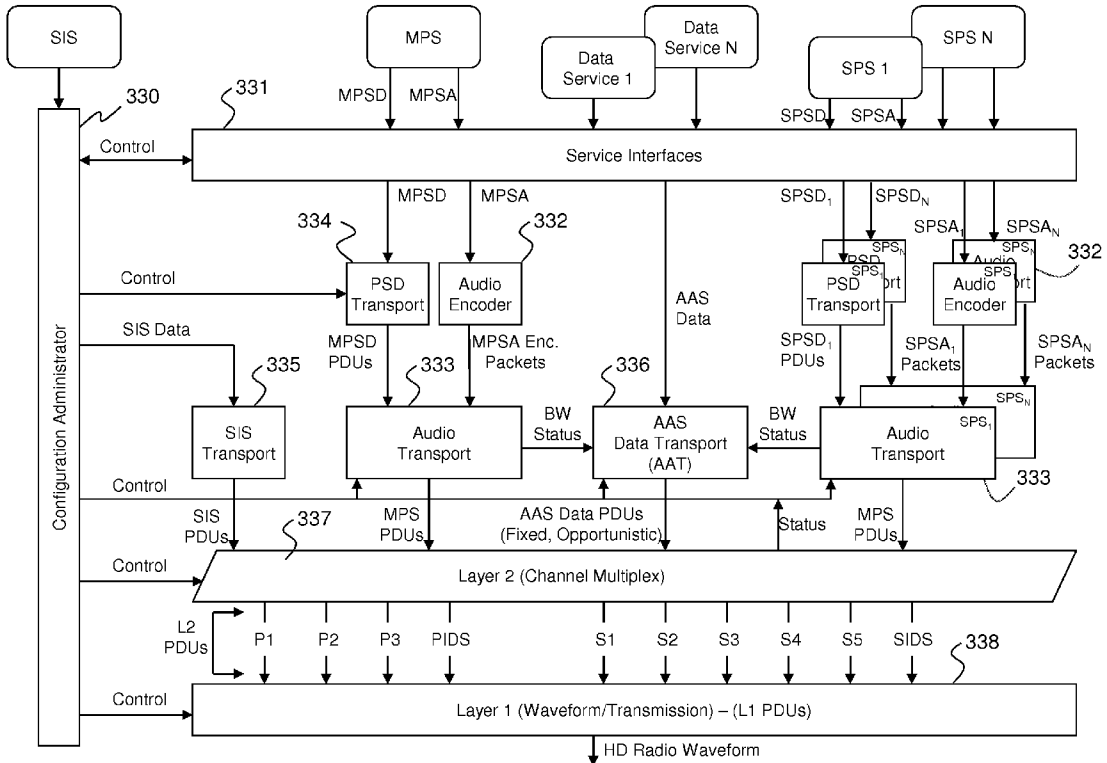 SIS
MPS
Data
Service N
Data
Service 1
SPS N
SPS 1
330
331
MPSD
MPSA
SPSD
SPSA
Control
Service Interfaces
MPSD
MPSA
SPSD1
SPSDN
SPSA1
SPSAN
334
332
332
PSD
Transport
Audio
Encoder
SPSN
SPS1
PSD
Transport
SPSN
SPS1
Audio
Encoder
Control
SIS Data
AAS
Data
MPSD
PDUs
MPSA Enc.
Packets
SPSD1
PDUs
SPSA1
Packets
SPSAN
Packets
335
333
336
SIS
Transport
Audio
Transport
BW
Status
AAS
Data Transport
(AAT)
BW
Status
SPSN
SPS1
Audio
Transport
333
Configuration Administrator
Control
SIS
PDUs
337
MPS
PDUs
AAS Data PDUs
(Fixed, Opportunistic)
Status
MPS
PDUs
Control
Layer 2 (Channel Multiplex)
L2
PDUs
P1
P2
P3
PIDS
S1
S2
S3
S4
S5
SIDS
338
Control
Layer 1 (Waveform/Transmission) – (L1 PDUs)
HD Radio Waveform